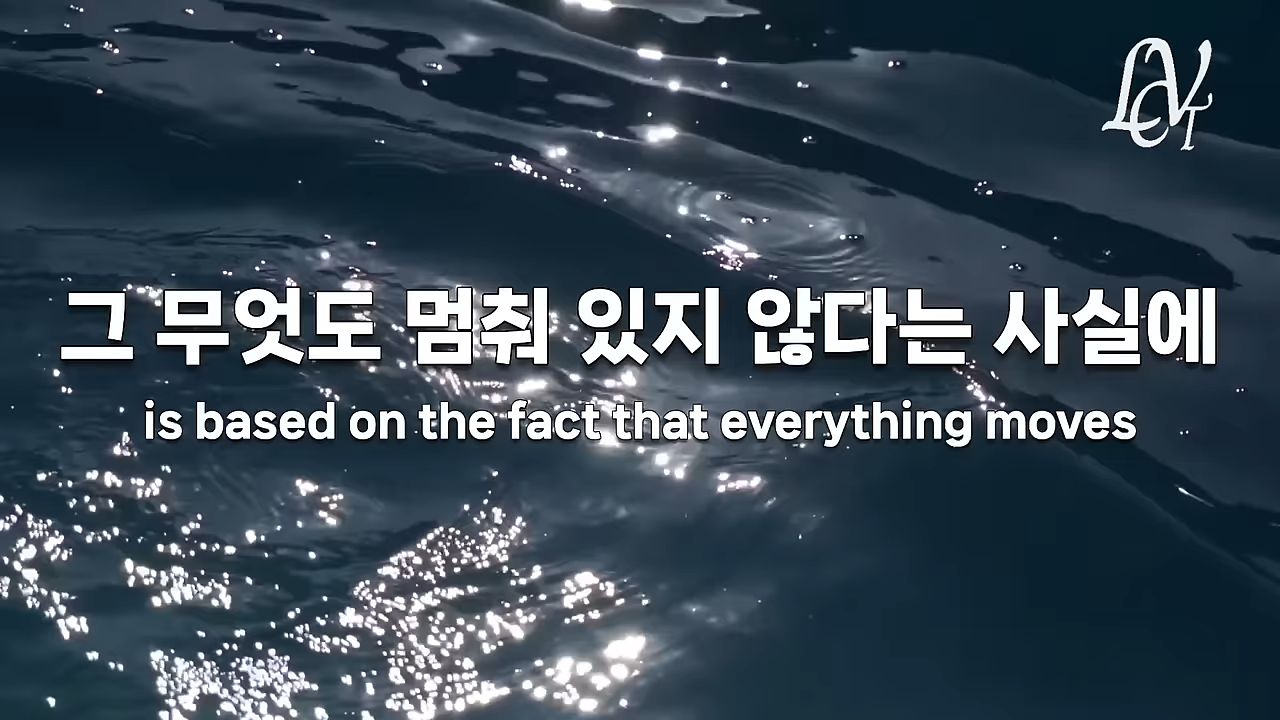 그 무엇도 멈춰 있지 않다는 사실에
is based on the fact that everything moves